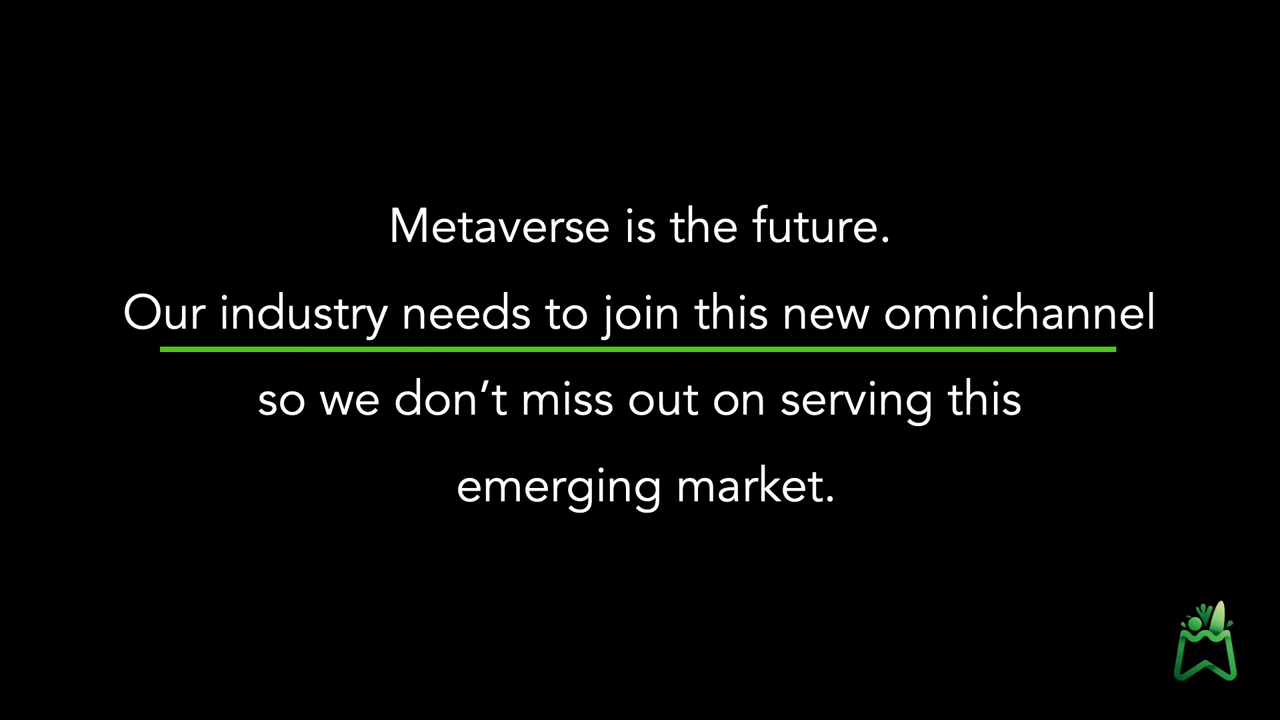 Metaverse is the future.
Our industry needs to join this new omnichannel
so we don’t miss out on serving this
emerging market.